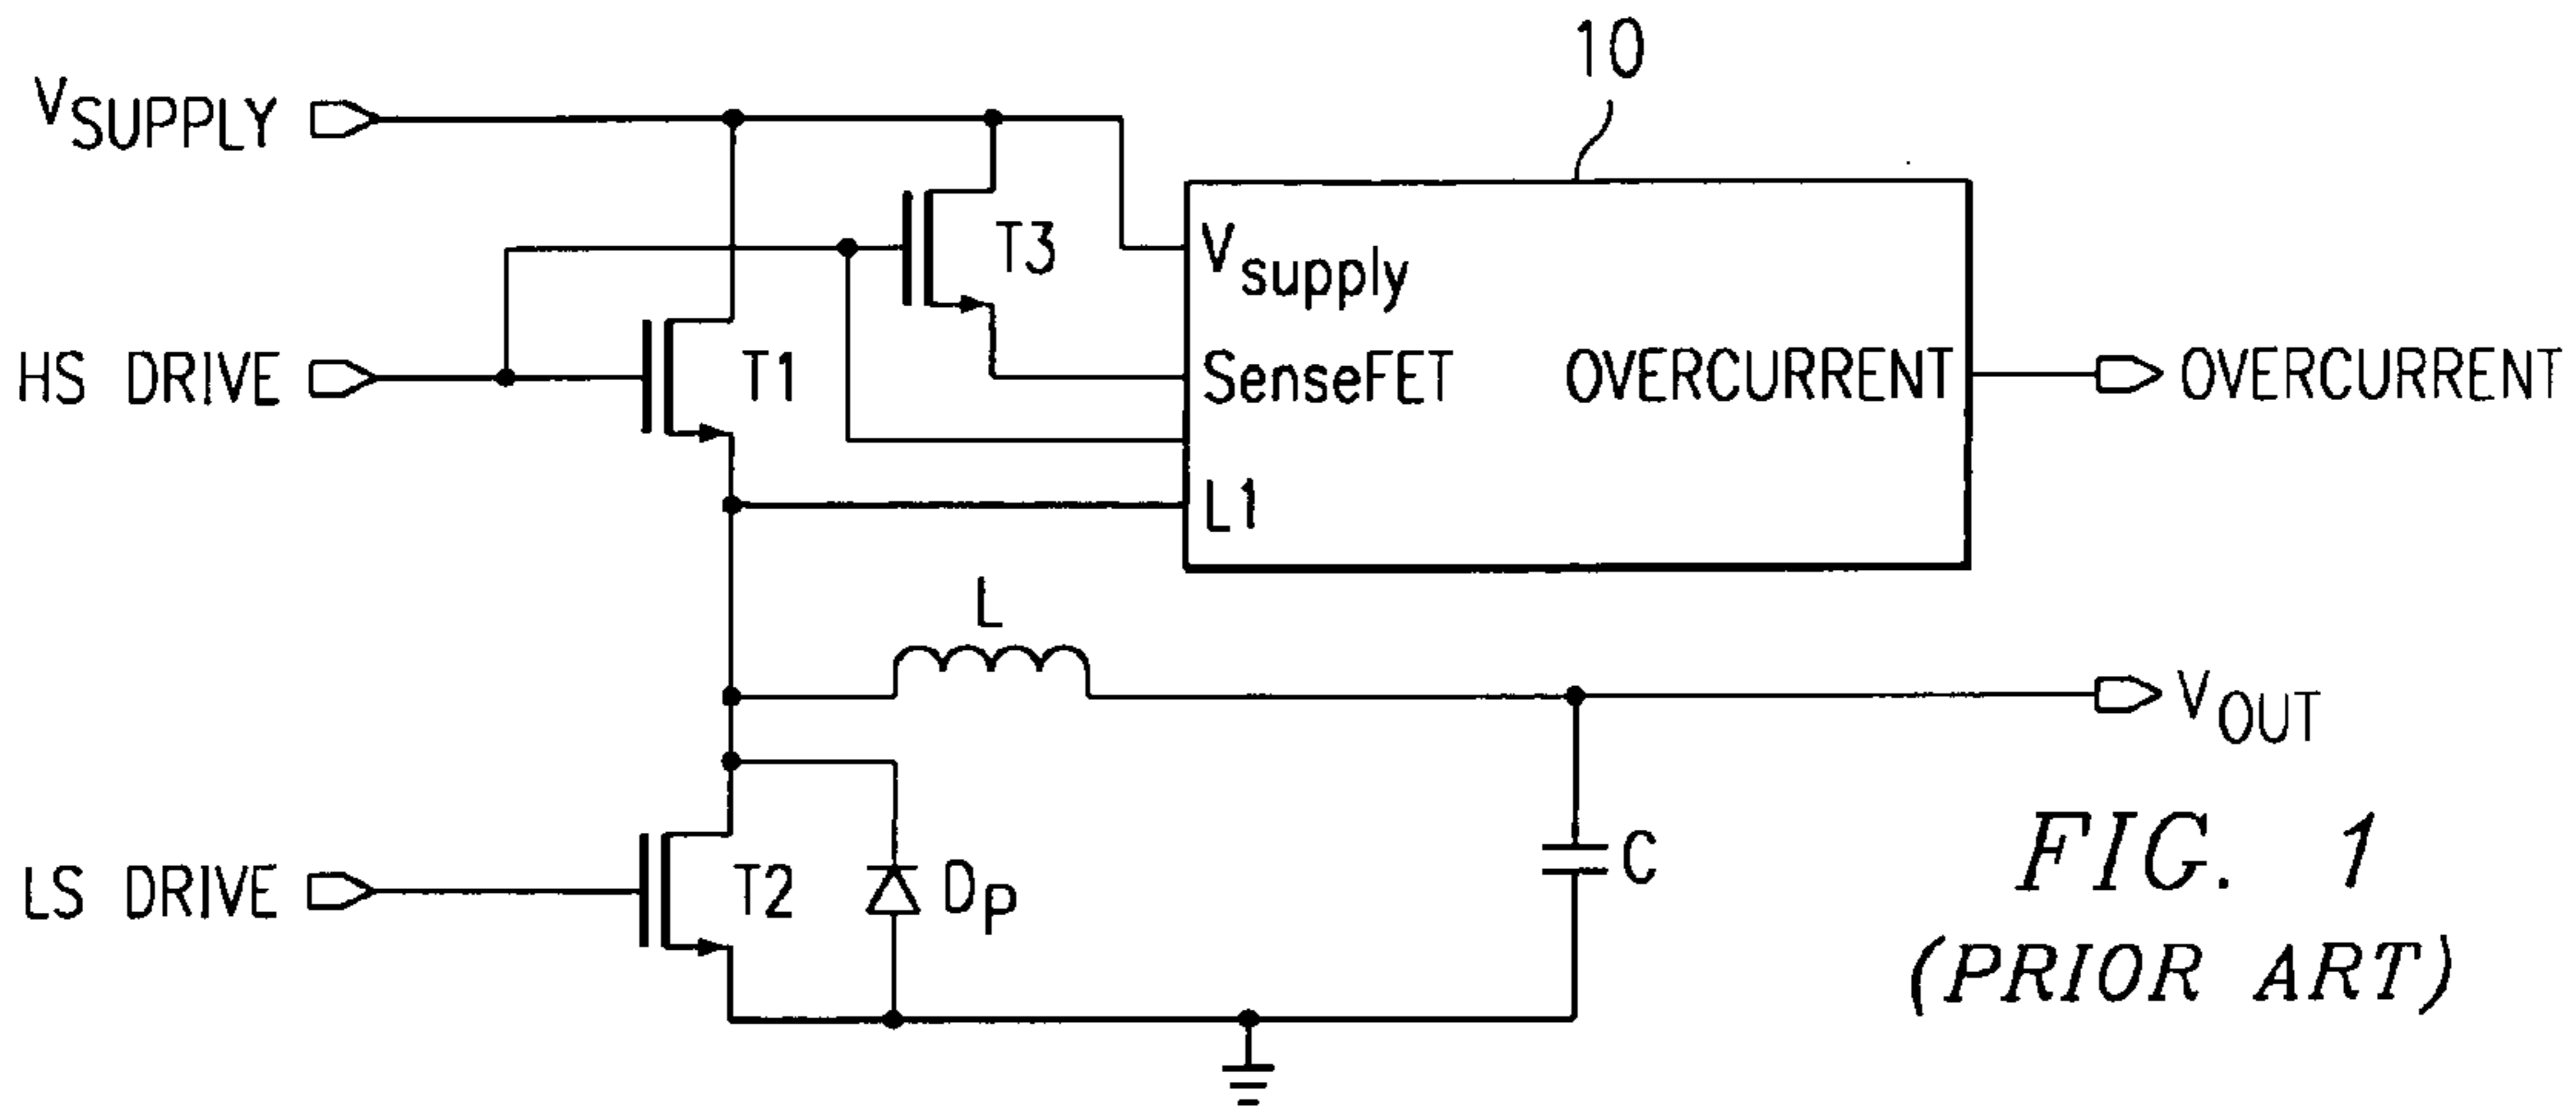 10
VSUPPLY
T3
Vsupply
HS DRIVE
T1
SenseFET
OVERCURRENT
OVERCURRENT
L1
L
VOUT
LS DRIVE
T2
DP
C
FIG. 1
(PRIOR ART)